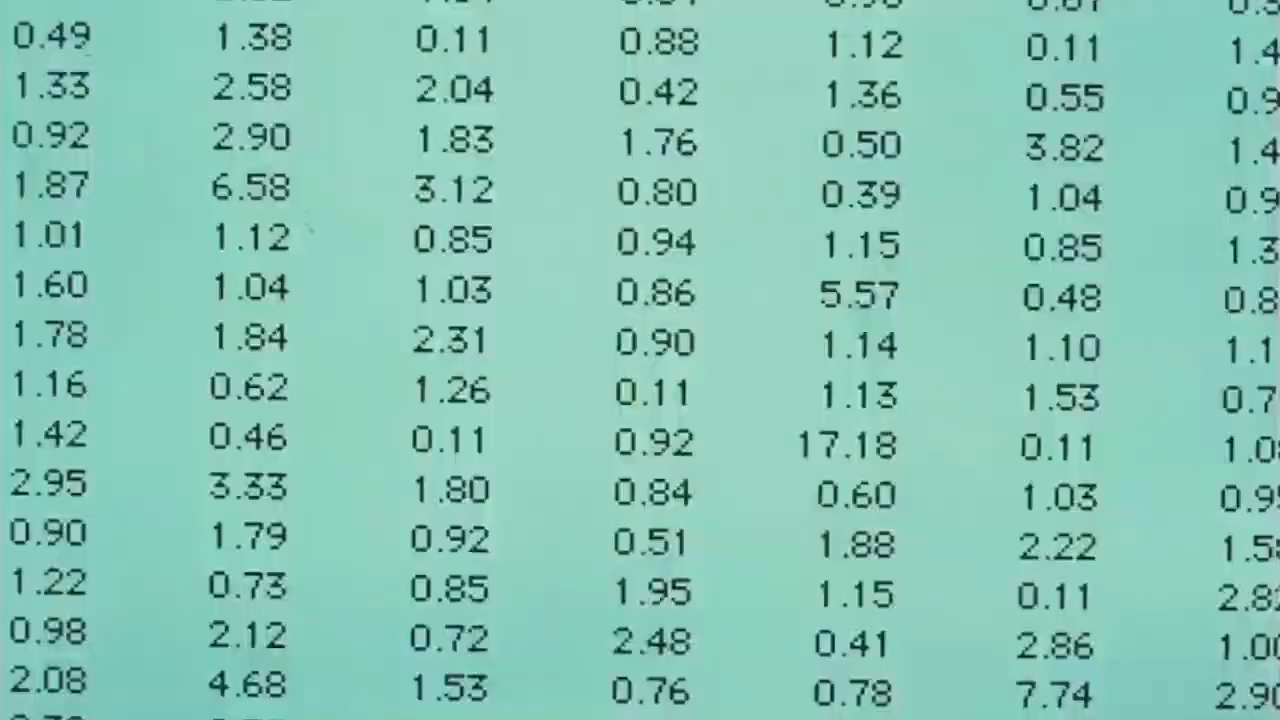 0.49 1.38 0.11 0.88 1.12 0.11
1.33 2.58 2.04 0.42 1.36 0.55
0.92 2.90 1.83 1.76 0.50 3.82
1.87 6.58 3.12 0.80 0.39 1.04
1.01 1.12 0.85 0.94 1.15 0.85
1.60 1.04 1.03 0.86 5.57 0.48
1.78 1.84 2.31 0.90 1.14 1.10
1.16 0.62 1.26 0.11 1.13 1.53
1.42 0.46 0.11 0.92 17.18 0.11
2.95 3.33 1.80 0.84 0.60 1.03
0.90 1.79 0.92 0.51 1.88 2.22
1.22 0.73 0.85 1.95 1.15 0.11
0.98 2.12 0.72 2.48 0.41 2.86
2.08 4.68 1.53 0.76 0.78 7.74